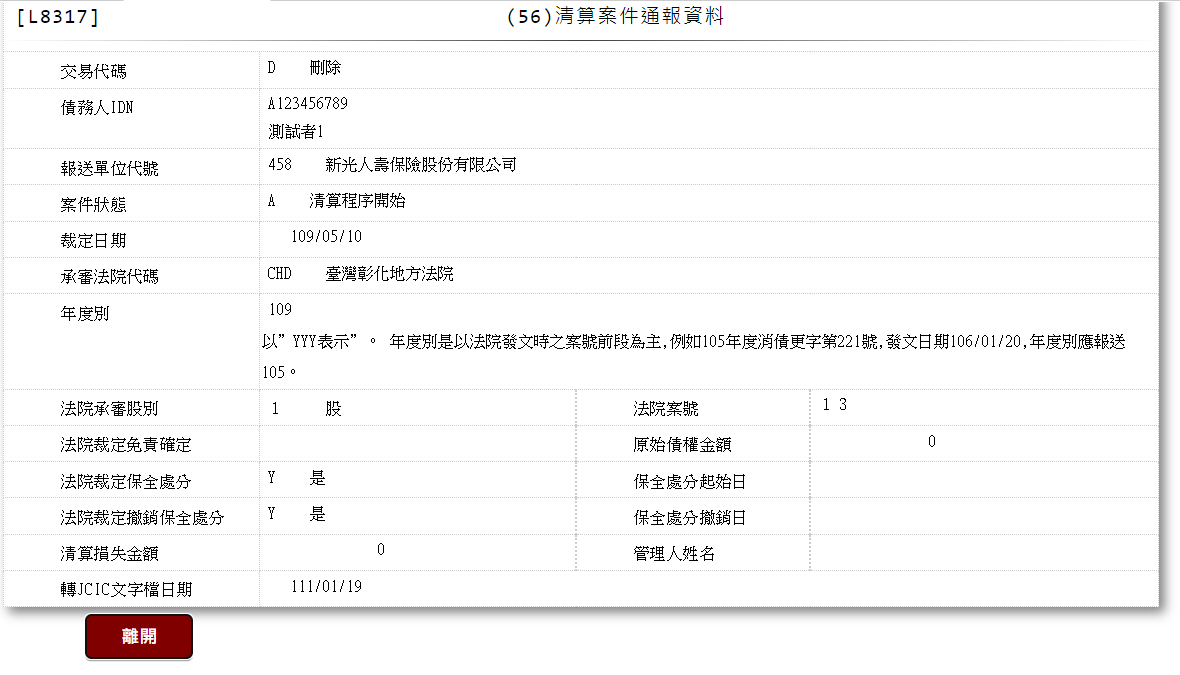 [L8317] (56)清算案件通報資料
交易代碼 D 刪除
債務人IDN A123456789
測試者1
報送單位代號 458 新光人壽保險股份有限公司
案件狀態 A 清算程序開始
裁定日期 109/05/10
承審法院代碼 CHD 臺灣彰化地方法院
年度別 109
以”YYY表示”。 年度別是以法院發文時之案號前段為主,例如105年度消債更字第221號,發文日期106/01/20,年度別應報送
105。
法院承審股別 1 股 法院案號 1 3
法院裁定免責確定 原始債權金額 0
法院裁定保全處分 Y 是 保全處分起始日
法院裁定撤銷保全處分 Y 是 保全處分撤銷日
清算損失金額 0 管理人姓名
轉JCIC文字檔日期 111/01/19
離開